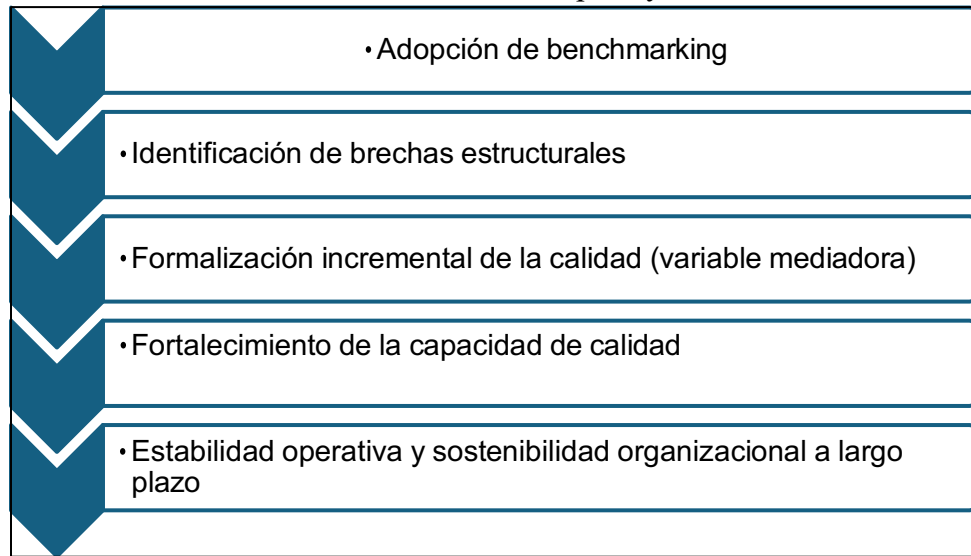 • Adopción de benchmarking
• Identificación de brechas estructurales
• Formalización incremental de la calidad (variable mediadora)
• Fortalecimiento de la capacidad de calidad
• Estabilidad operativa y sostenibilidad organizacional a largo
plazo